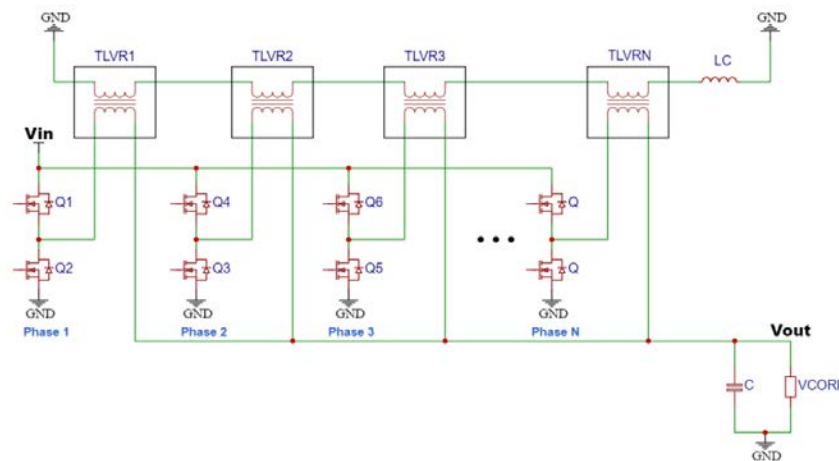 GND
GND
TLVR1
TLVR2
TLVR3
TLVRN
LC
Vin
Q1
Q4
Q6
Q
Q2
Q3
Q5
Q
GND
GND
GND
GND
Phase 1
Phase 2
Phase 3
Phase N
Vout
C
VCORE
GND